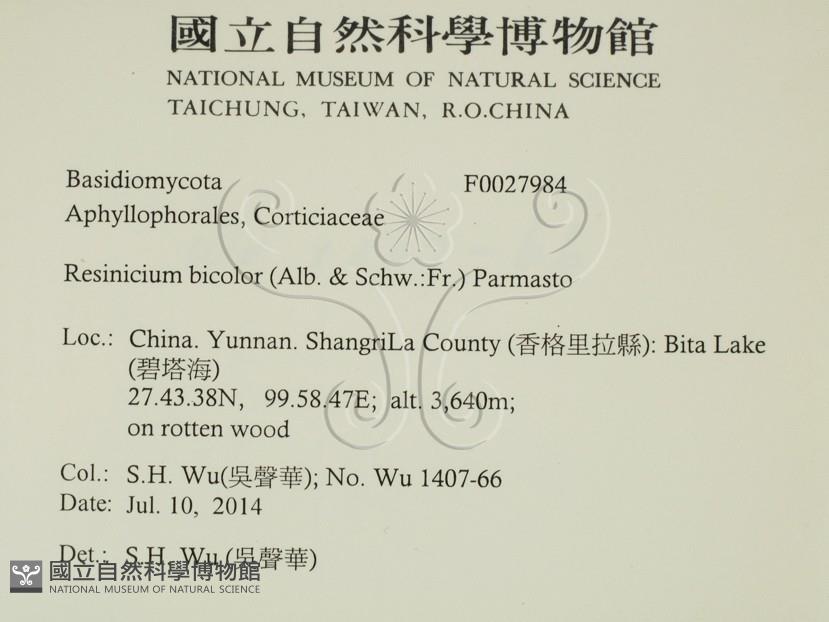 國立自然科學博物館
NATIONAL MUSEUM OF NATURAL SCIENCE
TAICHUNG, TAIWAN, R.O.CHINA
Basidiomycota F0027984
Aphyllophorales, Corticiaceae
Resinicium bicolor (Alb. & Schw.:Fr.) Parmasto
Loc.: China. Yunnan. ShangriLa County (香格里拉縣): Bita Lake
(碧塔海)
27.43.38N, 99.58.47E; alt. 3,640m;
on rotten wood
Col.: S.H. Wu(吳聲華); No. Wu 1407-66
Date: Jul. 10, 2014
Det.: S.H. Wu (吳聲華)
國立自然科學博物館
NATIONAL MUSEUM OF NATURAL SCIENCE